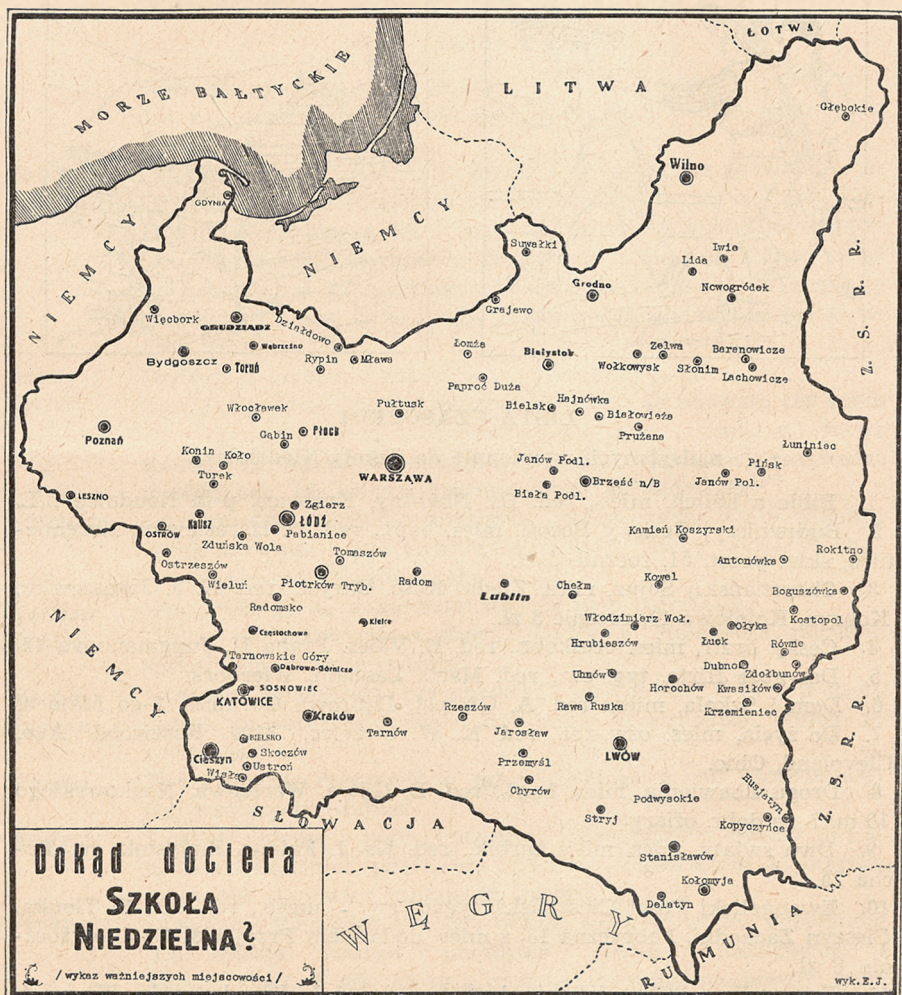 ŁOTWA
MORZE BAŁTYCKIE
LITWA
Głębokie
Wilno
GDYNIA
NIEMCY
NIEMCY
Suwałki
Iwie
Lida
Z. S. R. R.
Grodno
Nowogródek
Grajewo
Więcbork
GRUDZIĄDZ
Działdowo
Wąbrzeźno
Łomża
Białystok
Zelwa
Baranowicze
Bydgoszcz
Toruń
Rypin
Mława
Wołkowysk
Słonim
Lachowicze
Paproć Duża
Włocławek
Pułtusk
Bielsk
Hajnówka
Białowieża
Prużana
Poznań
Gąbin
Płock
Łuniniec
Konin
Koło
WARSZAWA
Janów Podl.
Pińsk
Turek
Biała Podl.
Brześć n/B
Janów Pol.
LESZNO
Zgierz
OSTRÓW
Kalisz
ŁÓDŹ
Zduńska Wola
Pabianice
Kamień Koszyrski
Ostrzeszów
Tomaszów
Antonówka
Rokitno
Wieluń
Piotrków Tryb.
Radom
Lublin
Chełm
Kowel
Boguszówka
Radomsko
Kostopol
NIEMCY
Częstochowa
Kielce
Włodzimierz Woł.
Ołyka
Hrubieszów
Łuck
Równe
Tarnowskie Góry
Dąbrowa-Górnicza
Uhnów
Dubno
Zdołbunów
SOSNOWIEC
Horochów
Kwasiłów
KATOWICE
Rawa Ruska
Krzemieniec
Kraków
Rzeszów
Tarnów
Jarosław
Z. S. R. R.
BIELSKO
LWÓW
Cieszyn
Skoczów
Przemyśl
Ustroń
Wisła
Chyrów
Podwysokie
Husiatyn
SŁOWACJA
Stryj
Kopyczyńce
Stanisławów
Kołomyja
Delatyn
WĘGRY
RUMUNIA
Dokąd dociera
SZKOŁA
NIEDZIELNA?
/wykaz ważniejszych miejscowości/
wyk.E.J.